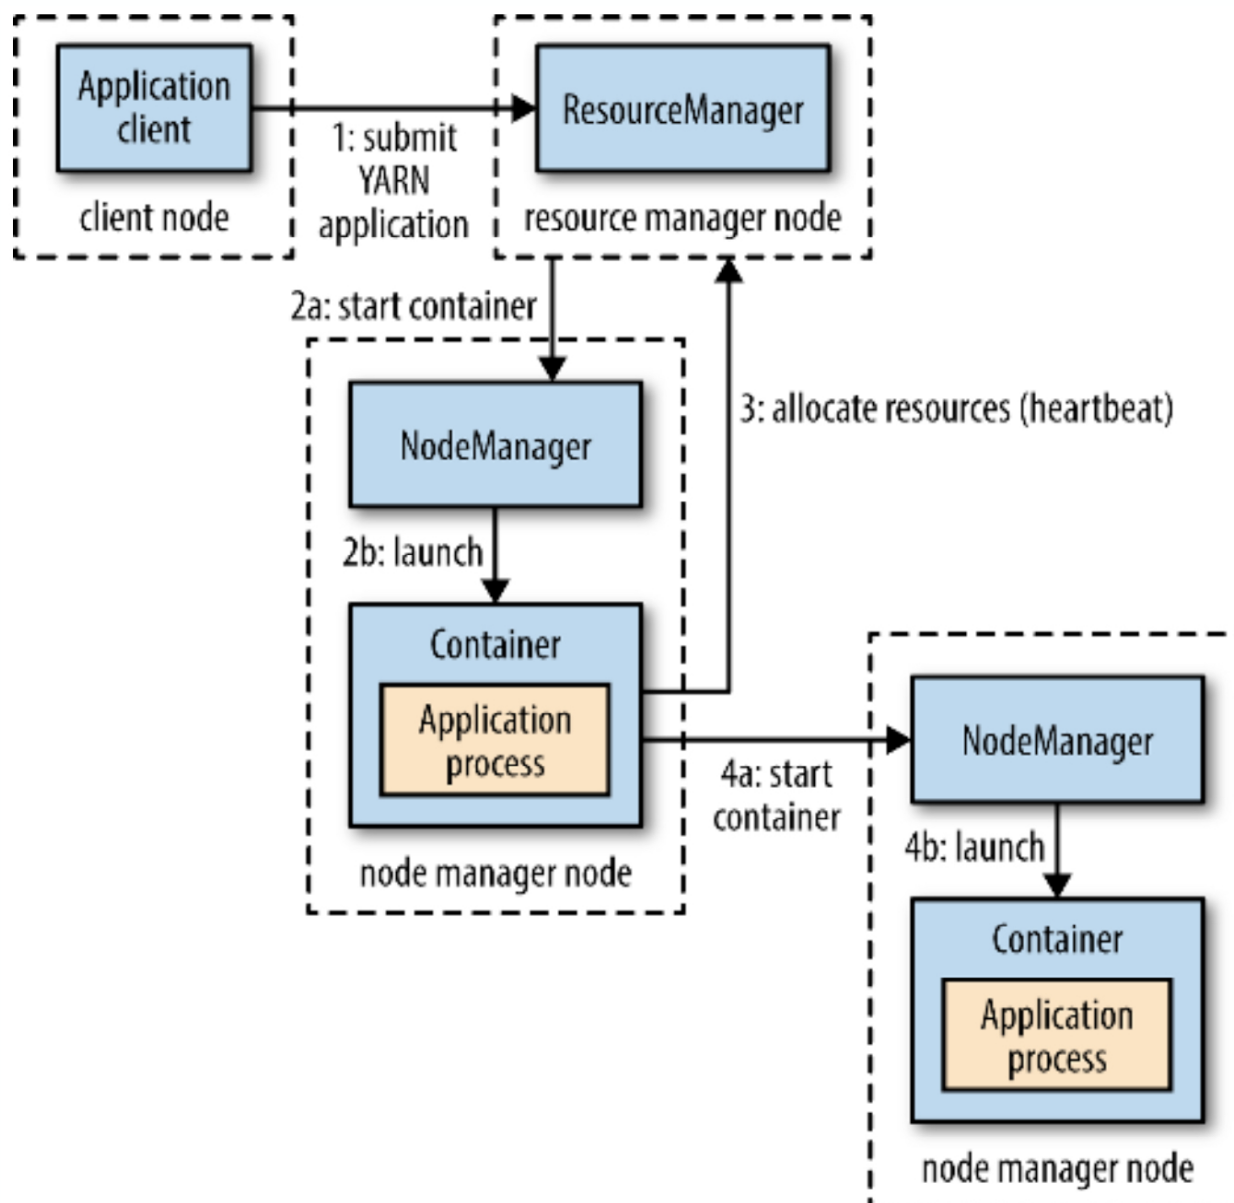 Application
client
client node
1: submit
YARN
application
ResourceManager
resource manager node
2a: start container
NodeManager
2b: launch
Container
Application
process
node manager node
3: allocate resources (heartbeat)
4a: start
container
NodeManager
4b: launch
Container
Application
process
node manager node